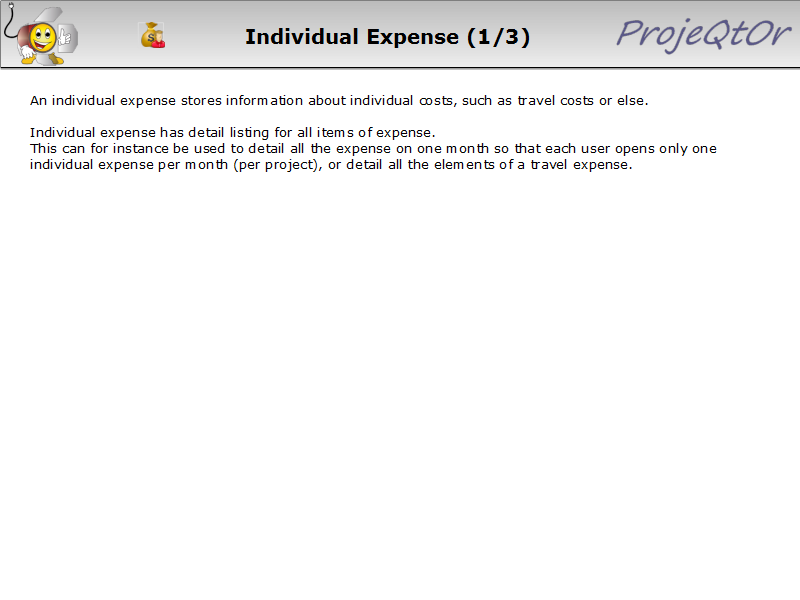 Individual Expense (1/3)
ProjeQtOr
An individual expense stores information about individual costs, such as travel costs or else.
Individual expense has detail listing for all items of expense.
This can for instance be used to detail all the expense on one month so that each user opens only one
individual expense per month (per project), or detail all the elements of a travel expense.